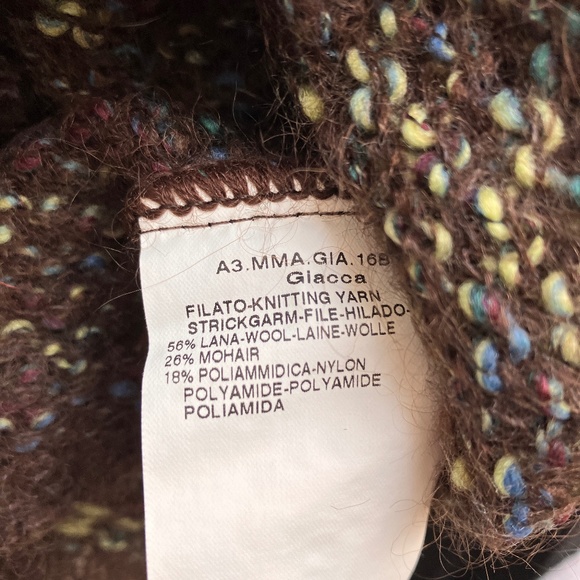 A3.MMA.GIA.16B
Giacca
FILATO-KNITTING YARN
STRICKGARM-FILE-HILADO-
56% LANA-WOOL-LAINE-WOLLE
26% MOHAIR
18% POLIAMMIDICA-NYLON
POLYAMIDE-POLYAMIDE
POLIAMIDA